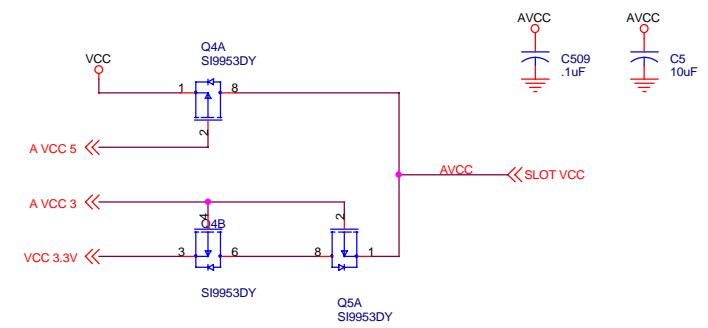 AVCC
AVCC
Q4A
SI9953DY
VCC
C509
.1uF
C5
10uF
1
8
2
A VCC 5
AVCC
SLOT VCC
A VCC 3
4
2
Q4B
VCC 3.3V
3
6
8
1
SI9953DY
Q5A
SI9953DY